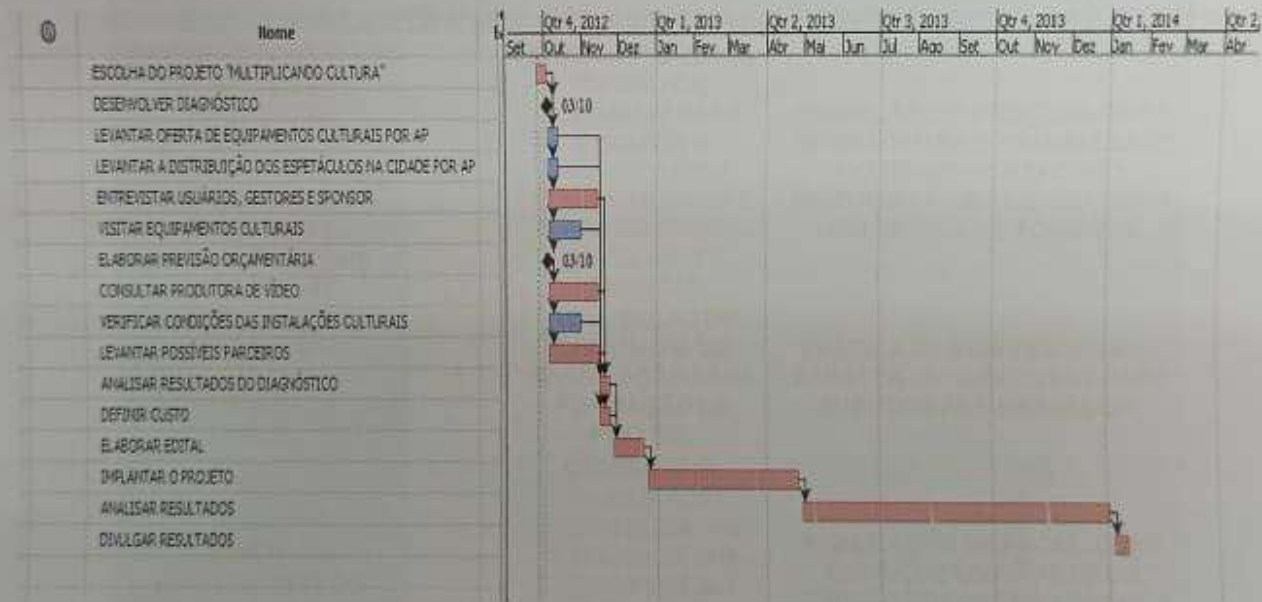 Nome
Qtr 4, 2012 Qtr 1, 2013 Qtr 2, 2013 Qtr 3, 2013 Qtr 4, 2013 Qtr 1, 2014 Qtr 2,
Set Out Nov Dez Jan Fev Mar Abr Mai Jun Jul Ago Set Out Nov Dez Jan Fev Mar Abr
ESCOLHA DO PROJETO "MULTIPLICANDO CULTURA"
DESENVOLVER DIAGNÓSTICO 03/10
LEVANTAR OFERTA DE EQUIPAMENTOS CULTURAIS POR AP
LEVANTAR A DISTRIBUIÇÃO DOS ESPETÁCULOS NA CIDADE POR AP
ENTREVISTAR USUÁRIOS, GESTORES E SPONSOR
VISITAR EQUIPAMENTOS CULTURAIS
ELABORAR PREVISÃO ORÇAMENTÁRIA 03/10
CONSULTAR PRODUTORA DE VÍDEO
VERIFICAR CONDIÇÕES DAS INSTALAÇÕES CULTURAIS
LEVANTAR POSSÍVEIS PARCEIROS
ANALISAR RESULTADOS DO DIAGNÓSTICO
DEFINIR CUSTO
ELABORAR EDITAL
IMPLANTAR O PROJETO
ANALISAR RESULTADOS
DIVULGAR RESULTADOS